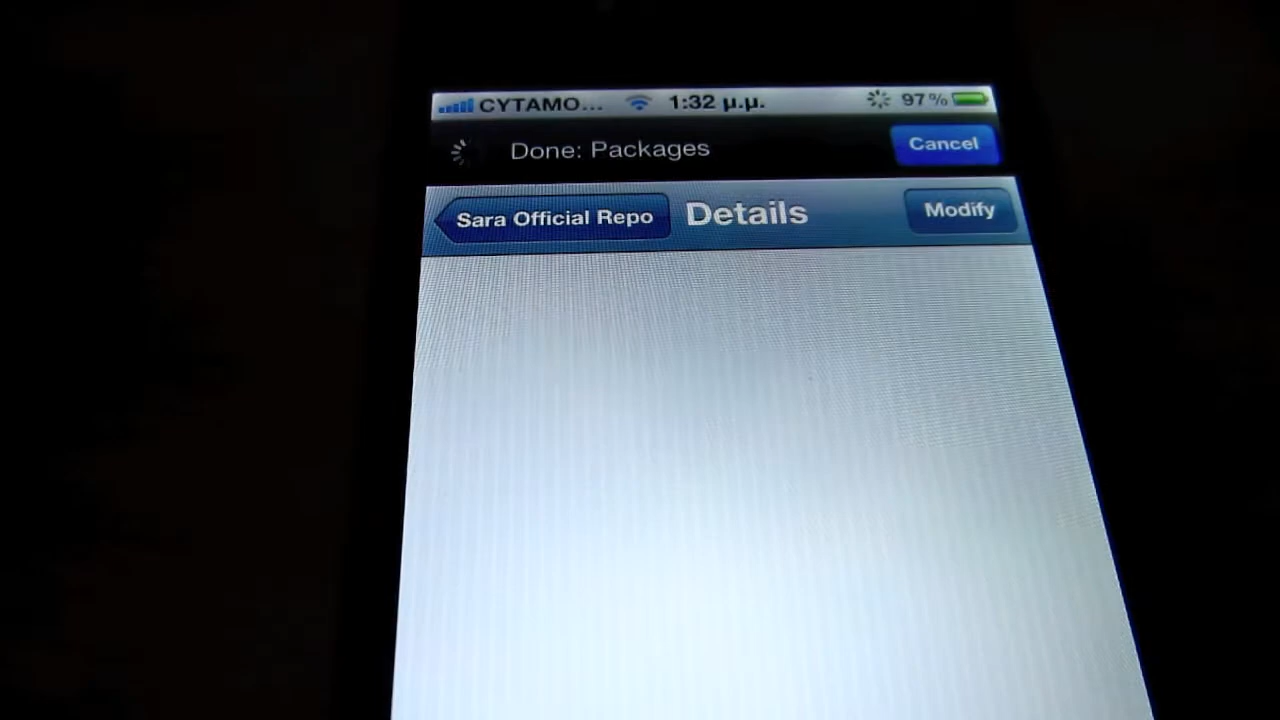 CYTAMO... 1:32 μ.μ. 97%
Done: Packages Cancel
Sara Official Repo Details Modify